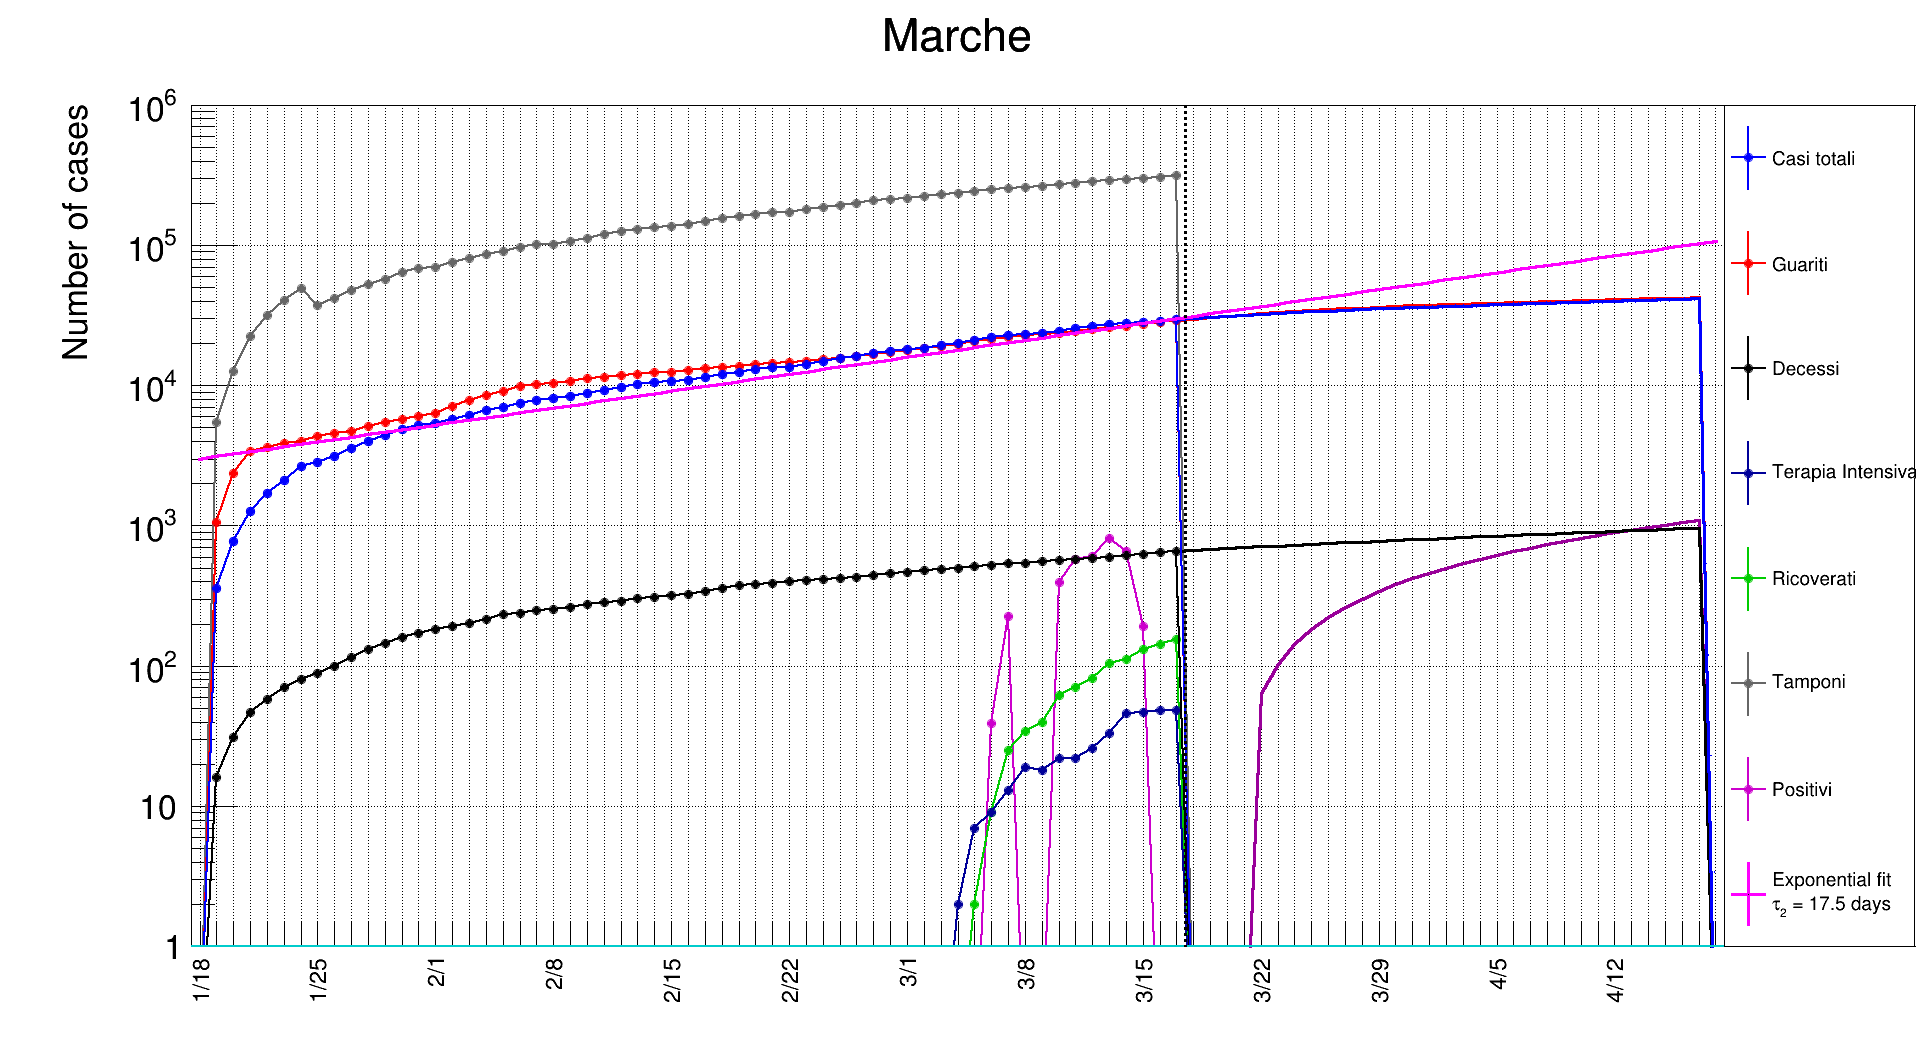 Marche
Number of cases
10^6
10^5
10^4
10^3
10^2
10
1
1/18
1/25
2/1
2/8
2/15
2/22
3/1
3/8
3/15
3/22
3/29
4/5
4/12
Casi totali
Guariti
Decessi
Terapia Intensiva
Ricoverati
Tamponi
Positivi
Exponential fit
τ₂ = 17.5 days